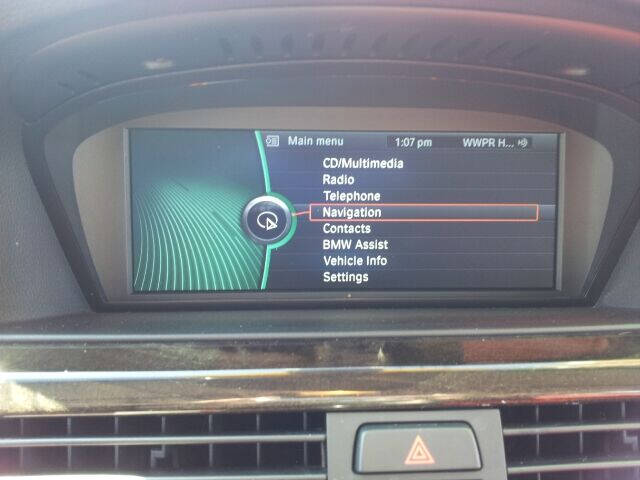 Main menu 1:07 pm WWPR H...
CD/Multimedia
Radio
Telephone
Navigation
Contacts
BMW Assist
Vehicle Info
Settings